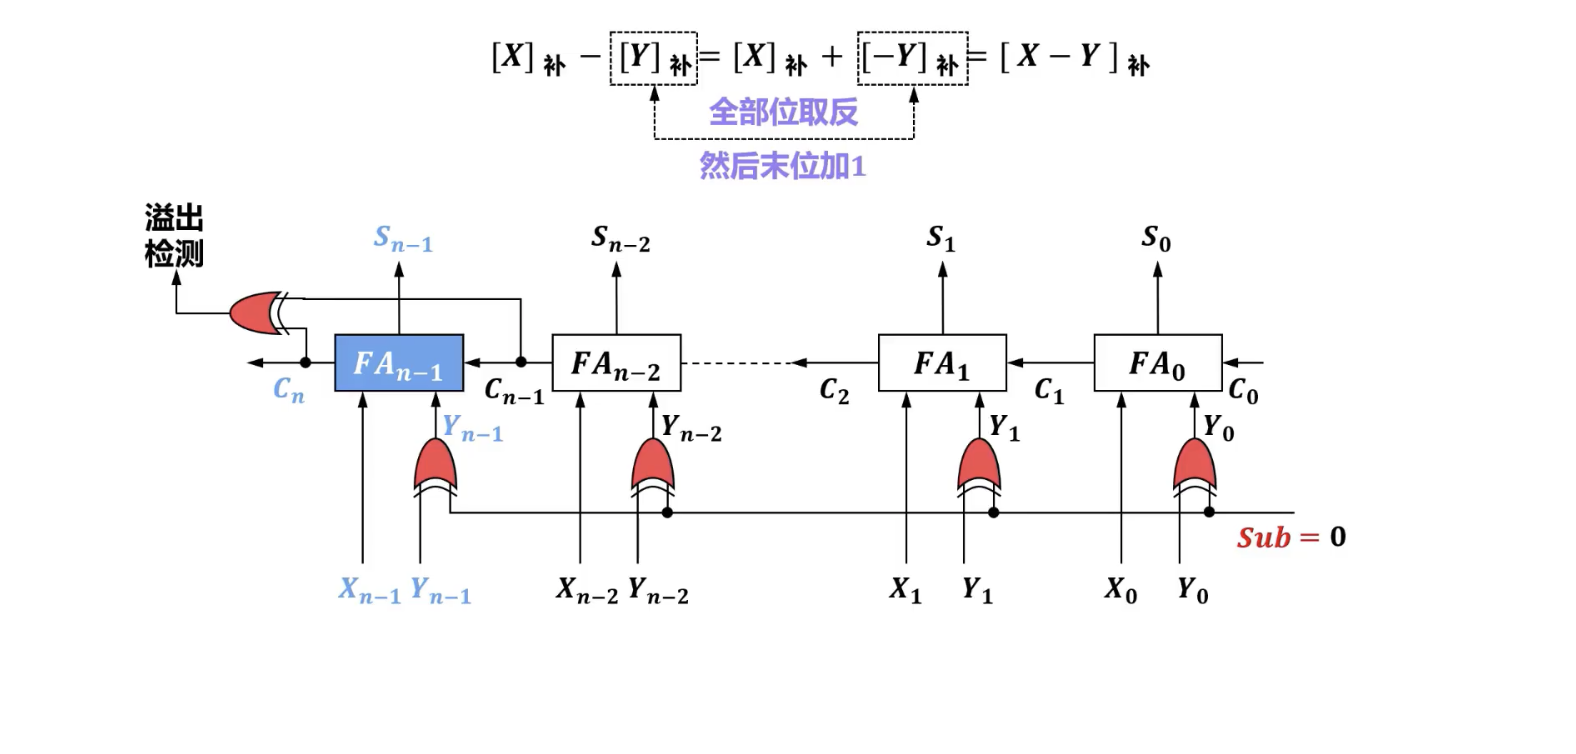 [X]补 − [Y]补 = [X]补 + [−Y]补 = [X − Y]补
全部位取反
然后末位加1
溢出
检测
Sn−1 Sn−2 S1 S0
FAn−1 FAn−2 FA1 FA0
Cn Cn−1 C2 C1 C0
Yn−1 Yn−2 Y1 Y0
Sub = 0
Xn−1 Yn−1 Xn−2 Yn−2 X1 Y1 X0 Y0